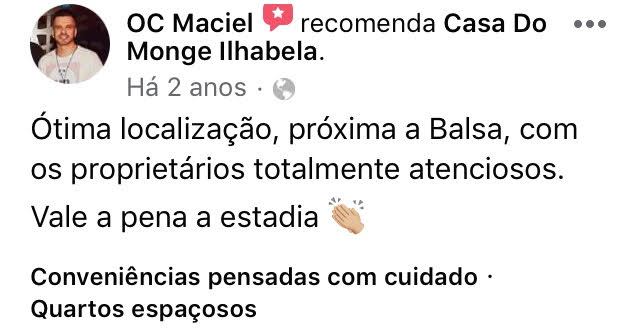 OC Maciel recomenda Casa Do
Monge Ilhabela.
Há 2 anos ·
Ótima localização, próxima a Balsa, com
os proprietários totalmente atenciosos.
Vale a pena a estadia 👏🏼
Conveniências pensadas com cuidado ·
Quartos espaçosos